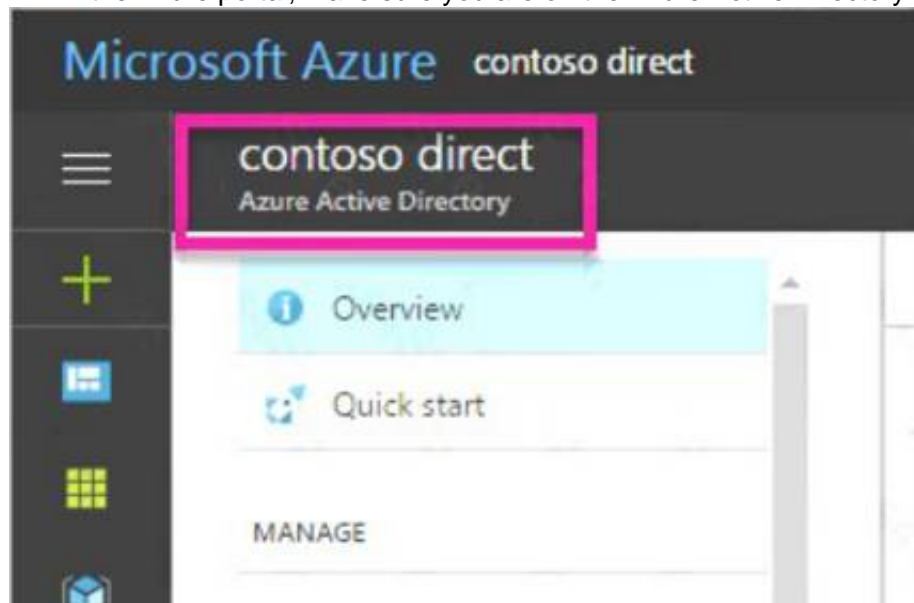 Microsoft Azure contoso direct
contoso direct
Azure Active Directory
Overview
Quick start
MANAGE